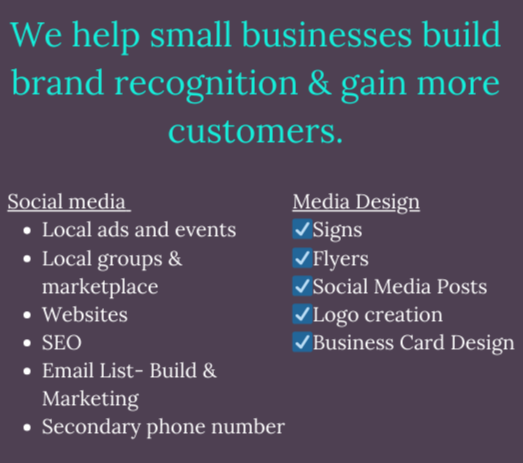 We help small businesses build
brand recognition & gain more
customers.
Social media
• Local ads and events
• Local groups &
marketplace
• Websites
• SEO
• Email List- Build &
Marketing
• Secondary phone number
Media Design
✅Signs
✅Flyers
✅Social Media Posts
✅Logo creation
✅Business Card Design